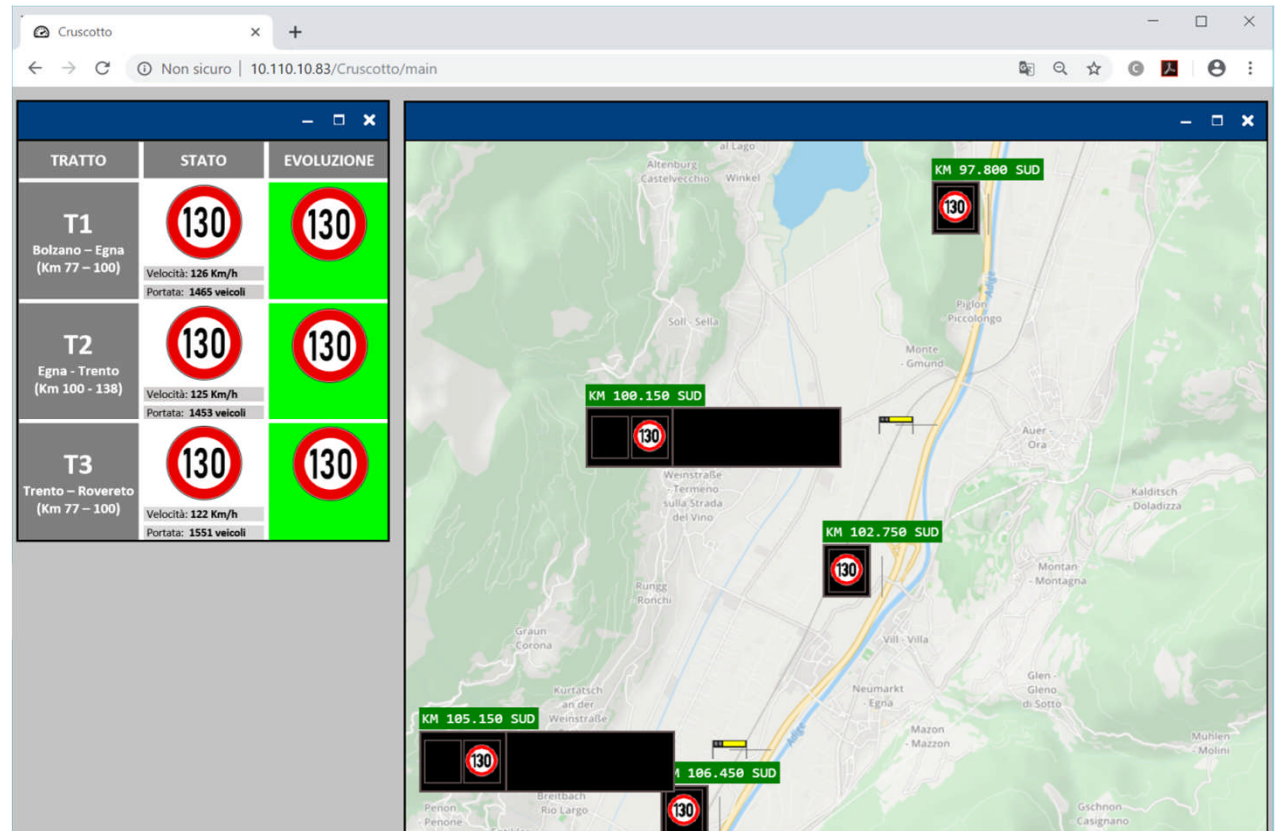 Cruscotto
Non sicuro | 10.110.10.83/Cruscotto/main
TRATTO STATO EVOLUZIONE
T1
Bolzano – Egna
(Km 77 – 100)
130
Velocità: 126 Km/h
Portata: 1465 veicoli
130
T2
Egna - Trento
(Km 100 - 138)
130
Velocità: 125 Km/h
Portata: 1453 veicoli
130
T3
Trento – Rovereto
(Km 77 – 100)
130
Velocità: 122 Km/h
Portata: 1551 veicoli
130
al Lago
Altenburg
Castelvecchio
Winkel
KM 97.800 SUD
130
Adige
Piglon
Piccolongo
Soll - Sella
Monte
- Gmund
KM 100.150 SUD
130
Auer -
Ora
Weinstraße
- Termeno
sulla Strada
del Vino
Kalditsch
- Doladizza
KM 102.750 SUD
130
Montan
- Montagna
Rungg
Ronchi
Graun
Corona
Vill - Villa
Glen -
Gleno
di Sotto
Kurtatsch
an der
Weinstraße
Neumarkt
- Egna
KM 105.150 SUD
130
Mazon
- Mazzon
Adige
Muhlen
- Molini
106.450 SUD
130
Breitbach
Rio Largo
Penon
- Penone
Gschnon
- Casignano